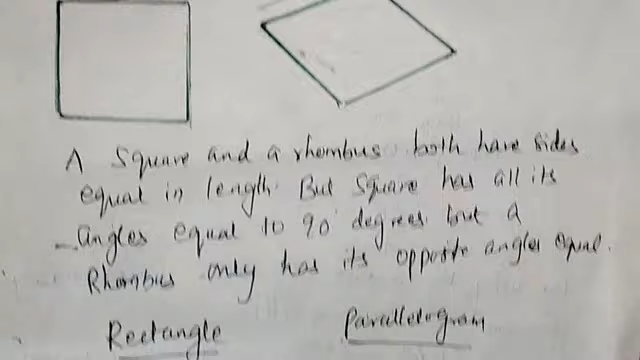 A Square and a rhombus both have sides
equal in length. But Square has all its
angles equal to 90 degrees but a
Rhombus only has its opposite angles equal.
Rectangle
Parallelogram